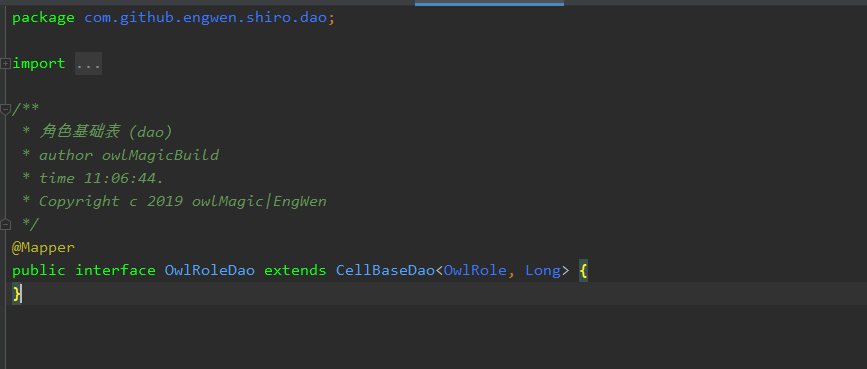 package com.github.engwen.shiro.dao;
import ...
/**
* 角色基础表 (dao)
* author owlMagicBuild
* time 11:06:44.
* Copyright c 2019 owlMagic|EngWen
*/
@Mapper
public interface OwlRoleDao extends CellBaseDao<OwlRole, Long> {
}